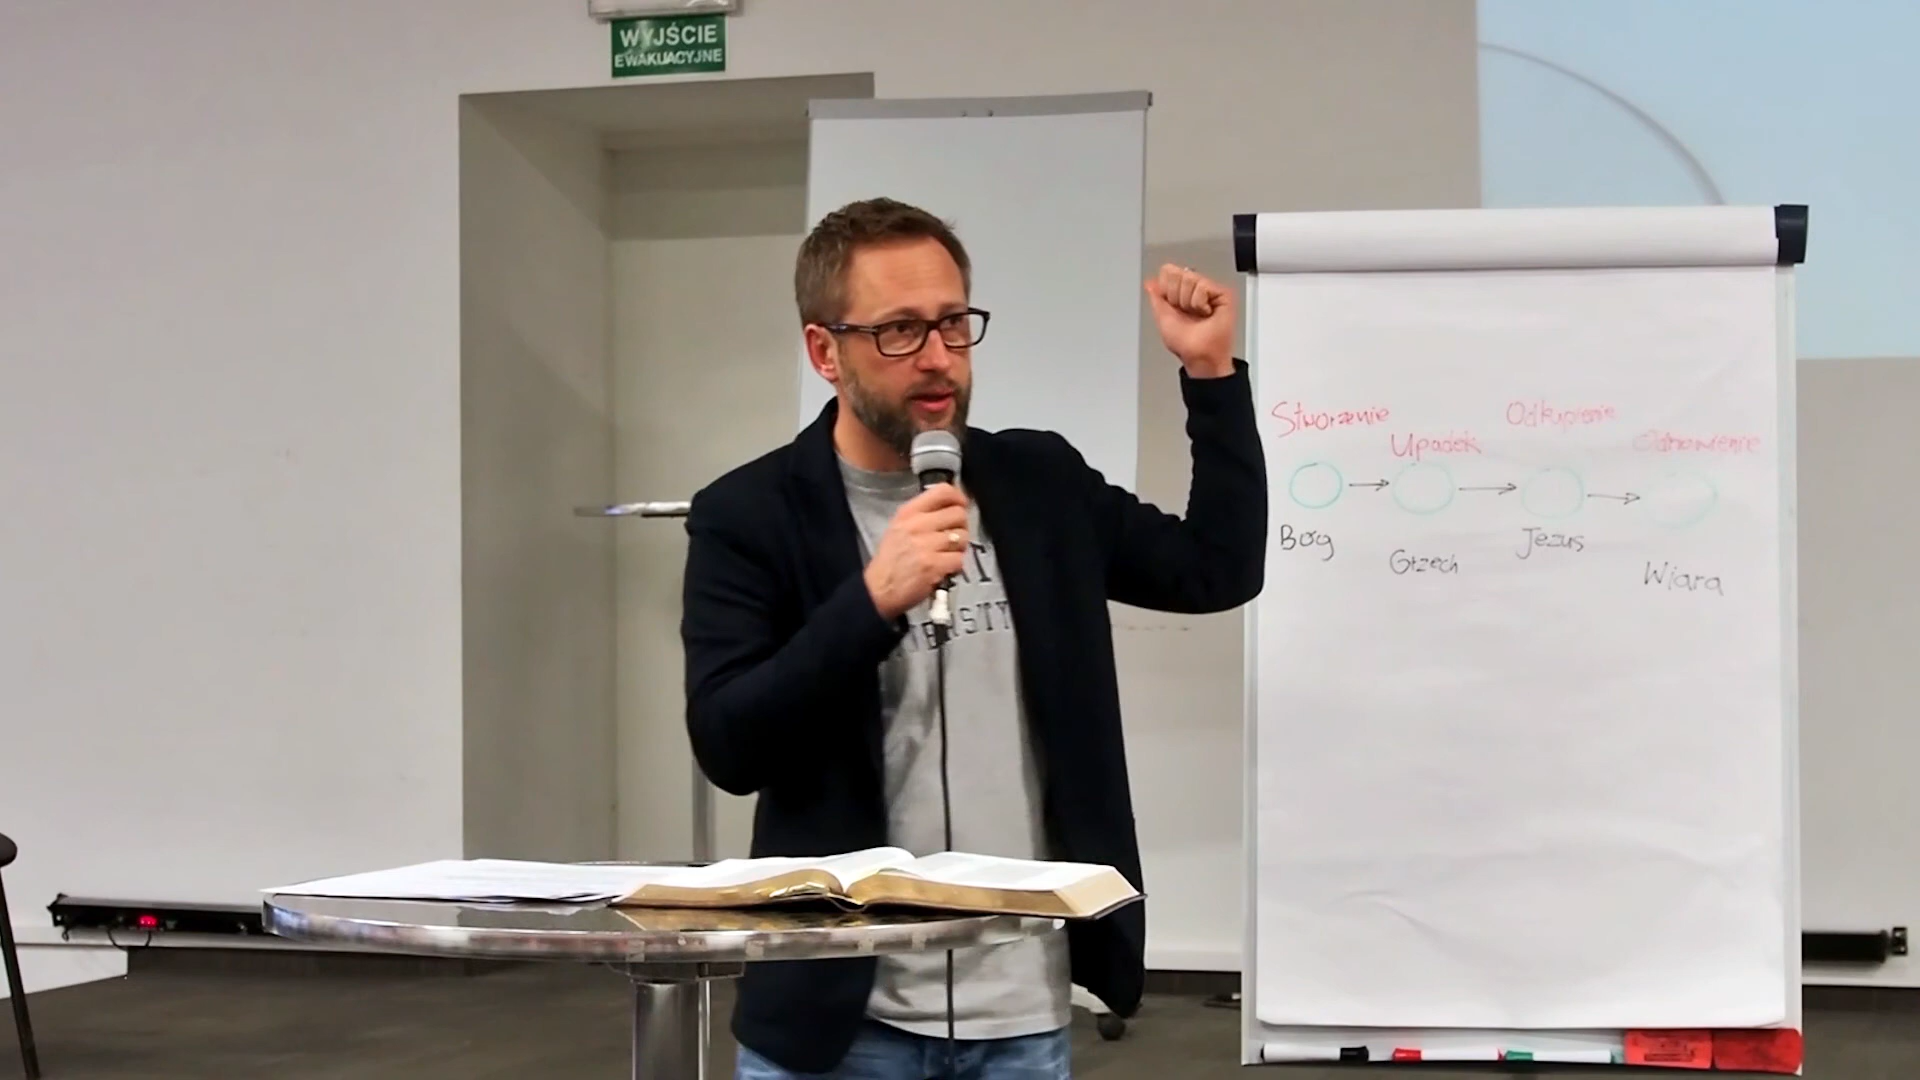 WYJŚCIE
EWAKUACYJNE
Stworzenie
Upadek
Odkupienie
Odnowienie
Bóg
Grzech
Jezus
Wiara